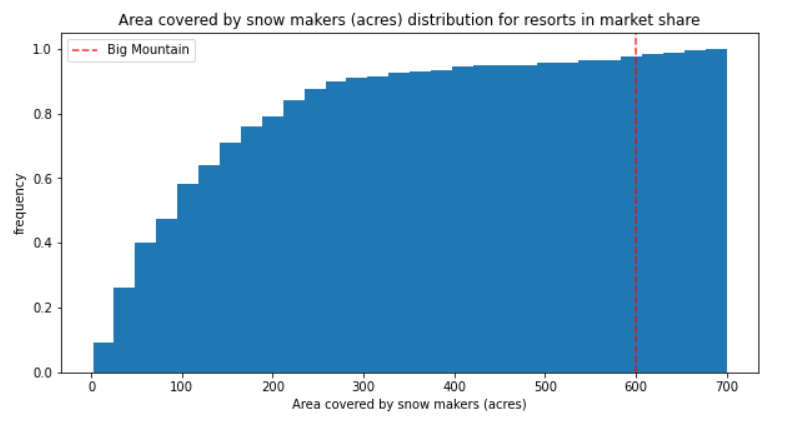 Area covered by snow makers (acres) distribution for resorts in market share
Big Mountain
1.0
0.8
0.6
0.4
0.2
0.0
frequency
0 100 200 300 400 500 600 700
Area covered by snow makers (acres)